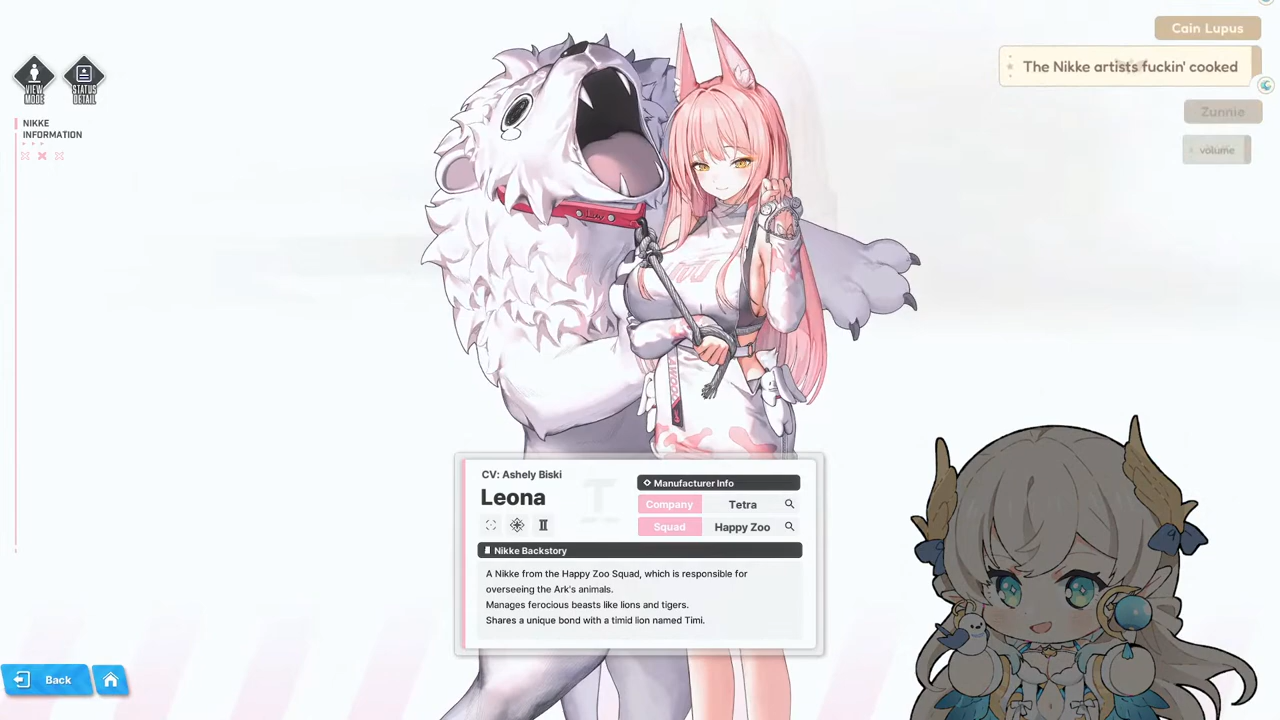 Cain Lupus
The Nikke artists fuckin' cooked
Zunnie
volume
VIEW
MODE
STATUS
DETAIL
NIKKE
INFORMATION
CV: Ashely Biski
Leona
Manufacturer Info
Company Tetra
Squad Happy Zoo
Nikke Backstory
A Nikke from the Happy Zoo Squad, which is responsible for
overseeing the Ark's animals.
Manages ferocious beasts like lions and tigers.
Shares a unique bond with a timid lion named Timi.
Back